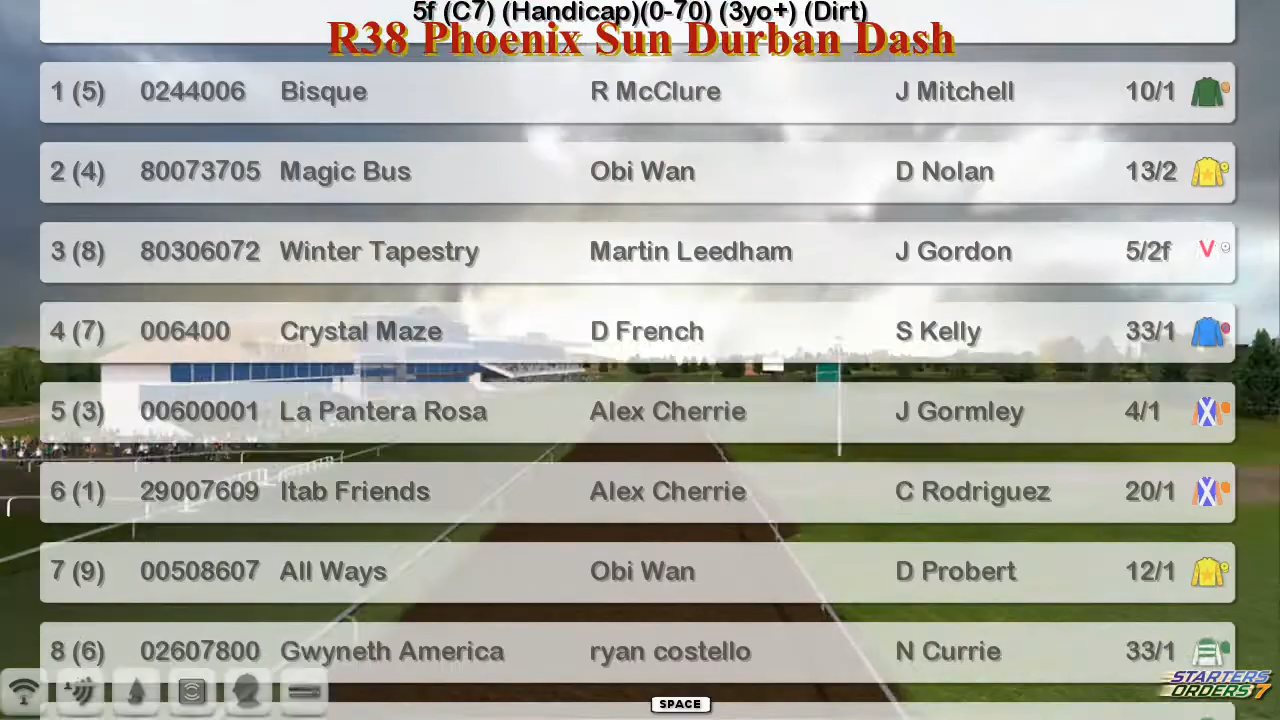 5f (C7) (Handicap)(0-70) (3yo+) (Dirt)
R38 Phoenix Sun Durban Dash
1 (5) 0244006 Bisque R McClure J Mitchell 10/1
2 (4) 80073705 Magic Bus Obi Wan D Nolan 13/2
3 (8) 80306072 Winter Tapestry Martin Leedham J Gordon 5/2f
4 (7) 006400 Crystal Maze D French S Kelly 33/1
5 (3) 00600001 La Pantera Rosa Alex Cherrie J Gormley 4/1
6 (1) 29007609 Itab Friends Alex Cherrie C Rodriguez 20/1
7 (9) 00508607 All Ways Obi Wan D Probert 12/1
8 (6) 02607800 Gwyneth America ryan costello N Currie 33/1
SPACE
STARTERS
ORDERS 7